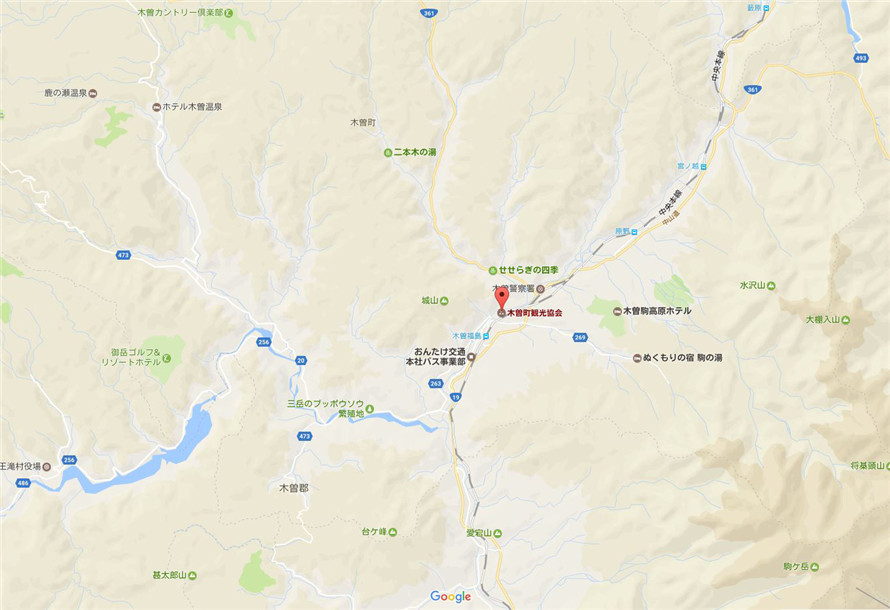 木曽カントリー倶楽部
361
藪原
493
中央本線
361
鹿の瀬温泉
ホテル木曽温泉
木曽町
二本木の湯
宮ノ越
中央本線
中山道
原野
473
せせらぎの四季
木曽警察署
水沢山
城山
木曽町観光協会
木曽駒高原ホテル
大棚入山
木曽福島
269
256
御岳ゴルフ&
リゾートホテル
20
おんたけ交通
本社バス事業部
ぬくもりの宿 駒の湯
263
19
三岳のブッポウソウ
繁殖地
473
王滝村役場
256
486
将棊頭山
木曽郡
台ケ峰
愛宕山
甚太郎山
駒ケ岳
Google